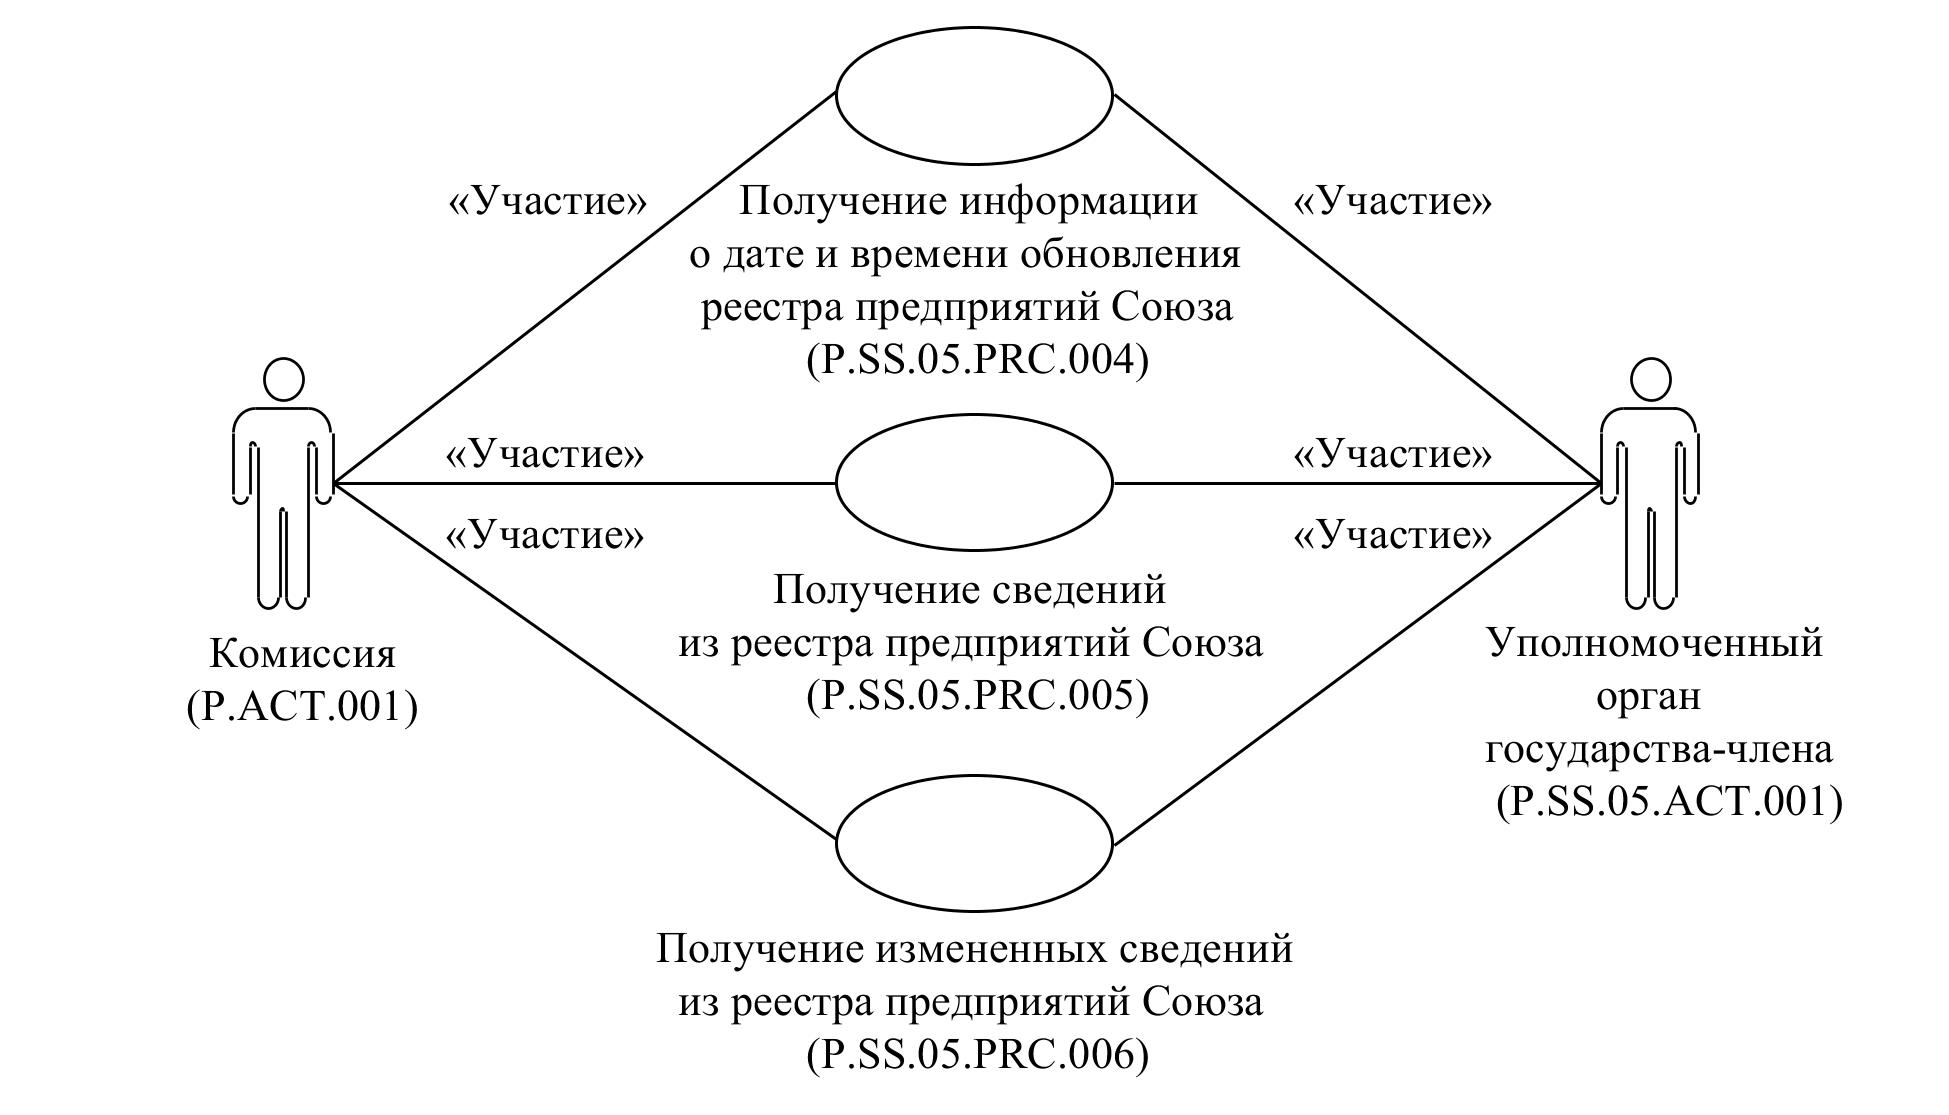 «Участие»
Получение информации
о дате и времени обновления
реестра предприятий Союза
(P.SS.05.PRC.004)
«Участие»
«Участие»
«Участие»
«Участие»
«Участие»
Получение сведений
из реестра предприятий Союза
(P.SS.05.PRC.005)
Комиссия
(P.ACT.001)
Уполномоченный
орган
государства-члена
(P.SS.05.ACT.001)
Получение измененных сведений
из реестра предприятий Союза
(P.SS.05.PRC.006)